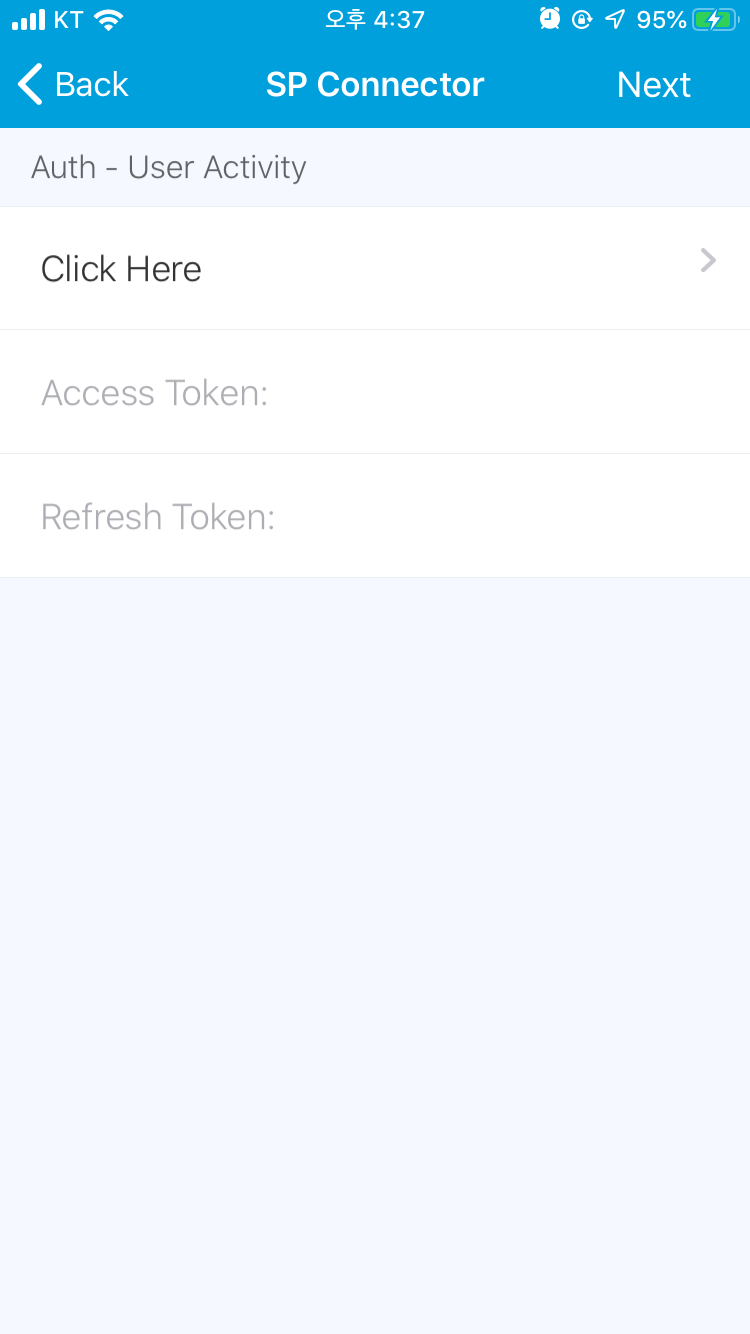 KT 오후 4:37 95%
Back SP Connector Next
Auth - User Activity
Click Here
Access Token:
Refresh Token: